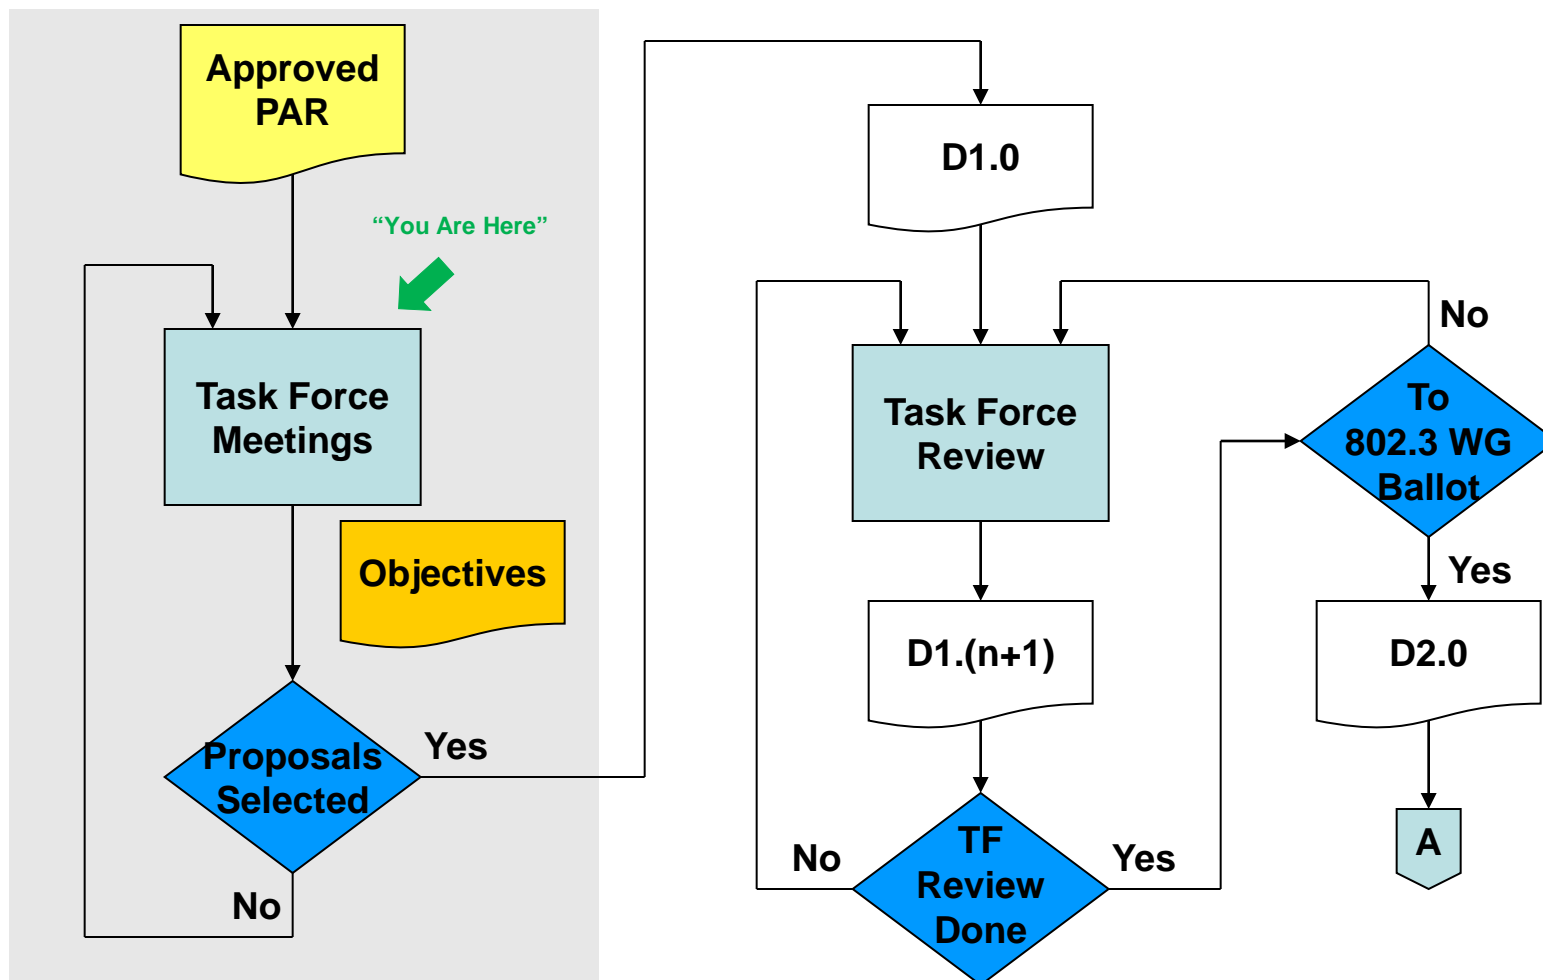 Approved
PAR
“You Are Here”
Task Force
Meetings
Objectives
Proposals
Selected
Yes
No
D1.0
Task Force
Review
D1.(n+1)
TF
Review
Done
No
Yes
To
802.3 WG
Ballot
No
Yes
D2.0
A